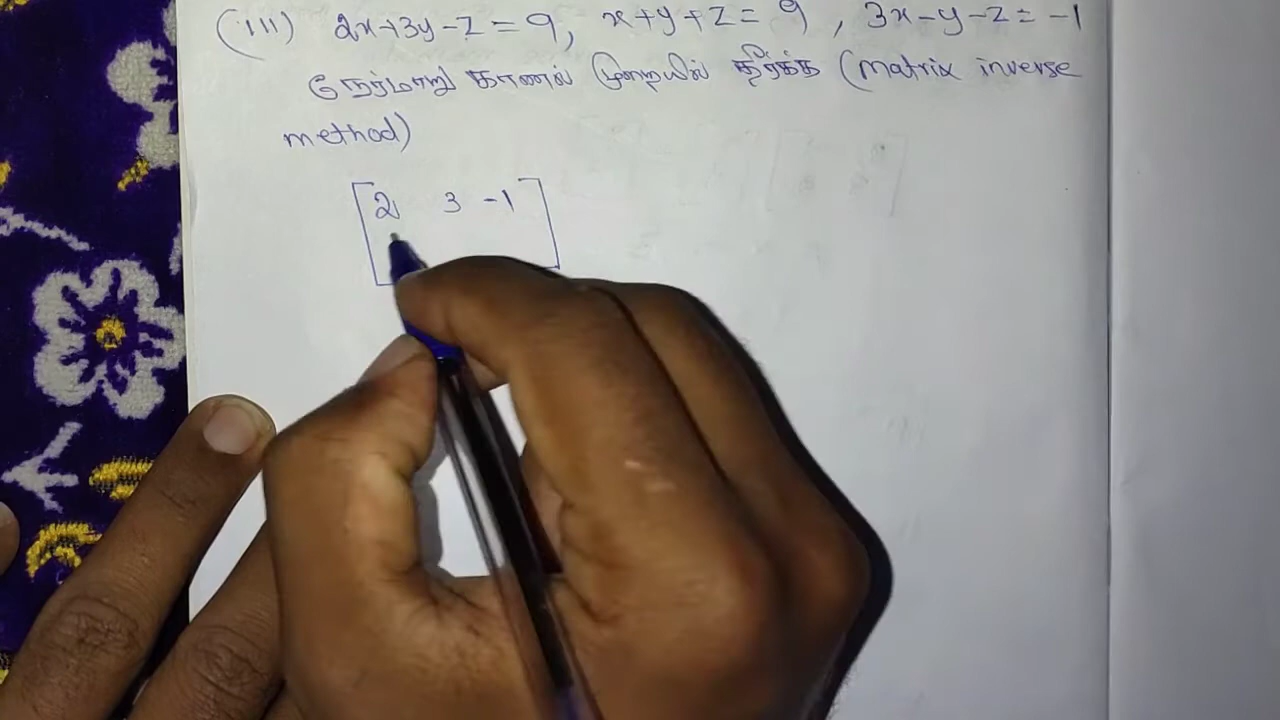 (iii) 2x+3y-z=9, x+y+z=9, 3x-y-z=-1
நேர்மாறு காணல் முறையில் தீர்க்க (Matrix inverse
method)
2 3 -1